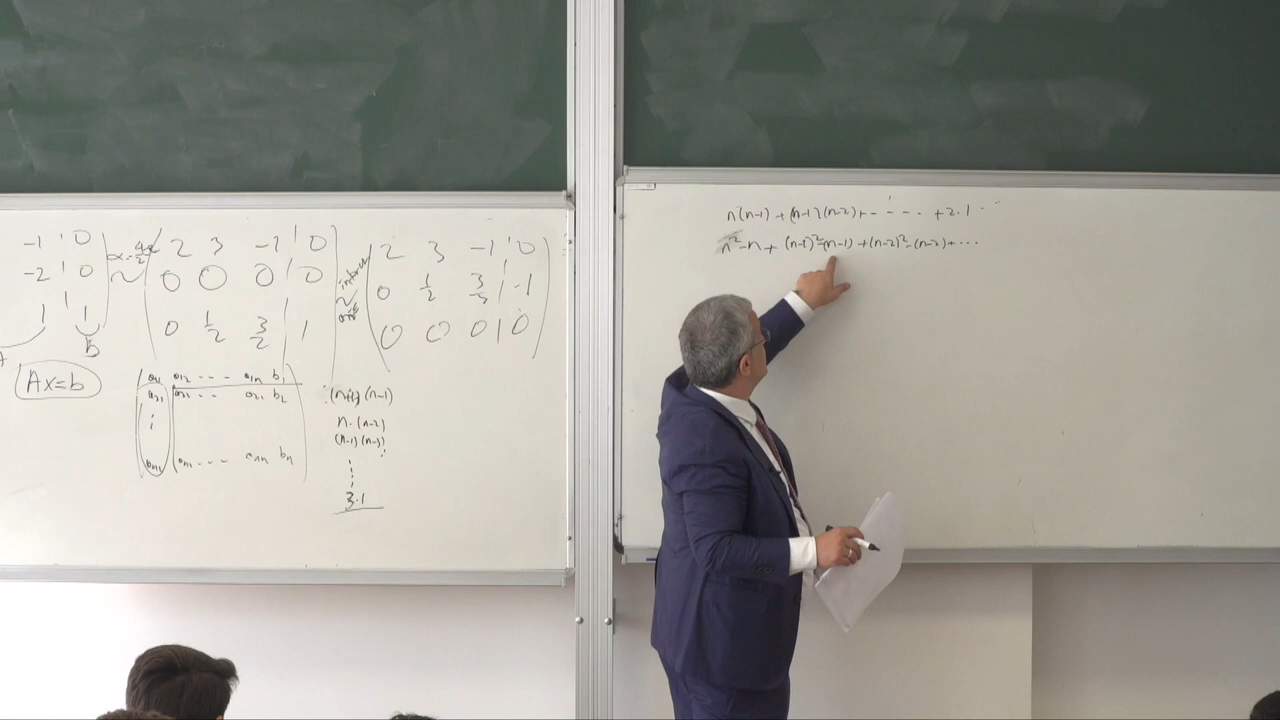 -1 | 0
-2 | 0
1 | 1
b
Ax=b
2 3 -1 | 0
0 0 0 | 0
0 1/2 3/2 | 1
~
2 3 -1 | 0
0 1/2 3/2 | -1
0 0 0 | 0
a11 a12 ... a1n b1
a21 a22 .. a2n b2
⋮
an1 an1 ... ann bn
(n+1)(n-1)
n.(n-2)
(n-1)(n-3)
⋮
3.1
n(n-1) + (n-1)(n-2)+ - ... + 2.1
n²-n + (n-1)²-(n-1) + (n-2)²-(n-2)+...